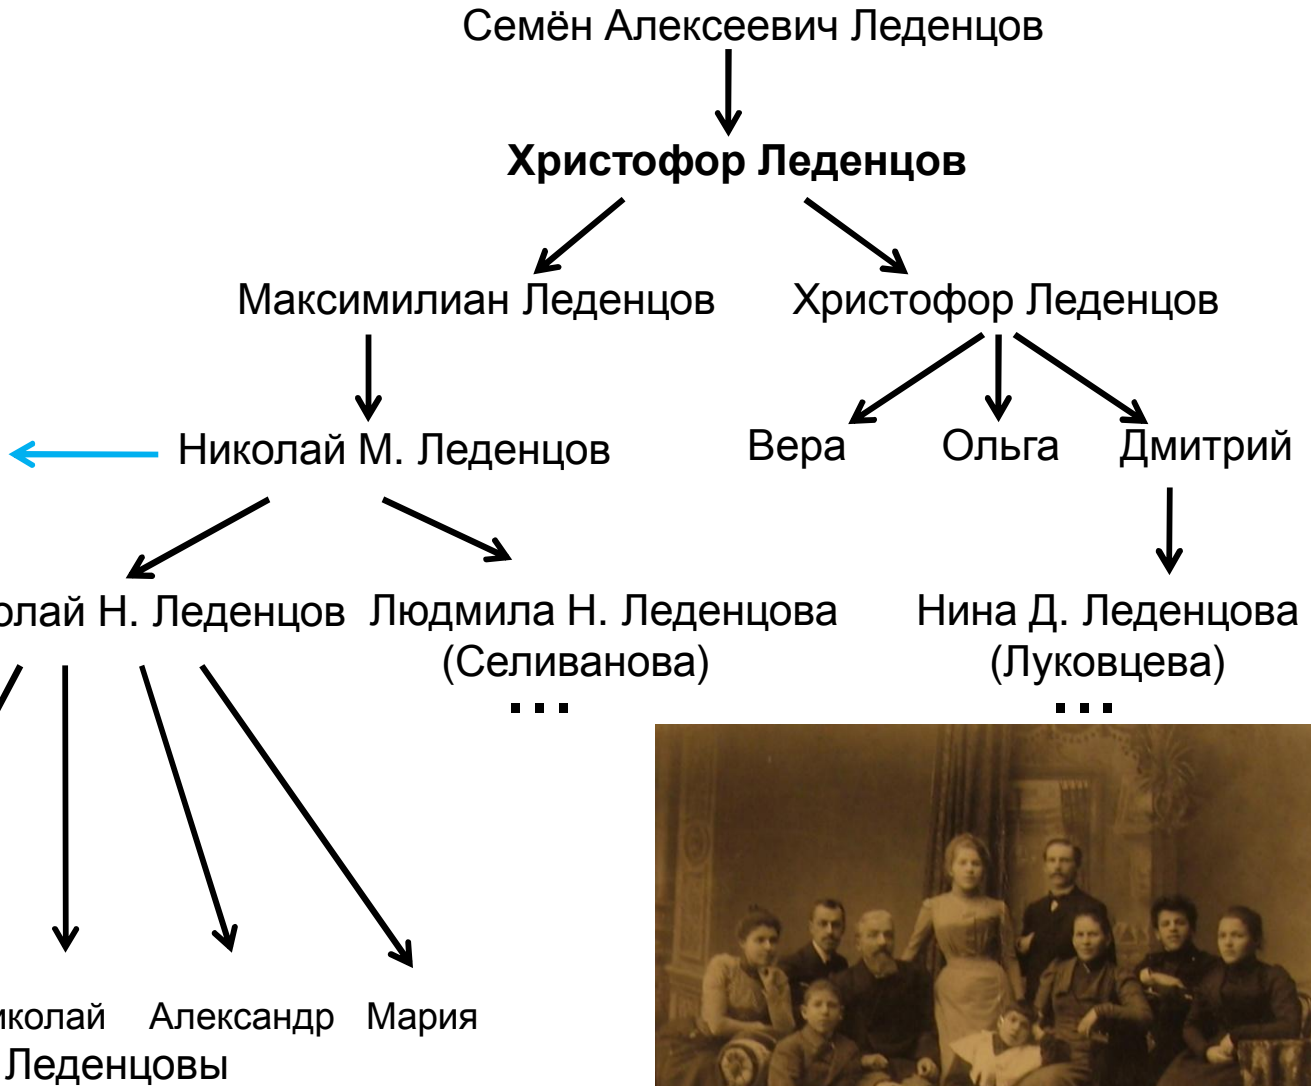 Семён Алексеевич Леденцов
Христофор Леденцов
Максимилиан Леденцов Христофор Леденцов
Николай М. Леденцов Вера Ольга Дмитрий
олай Н. Леденцов Людмила Н. Леденцова Нина Д. Леденцова
(Селиванова) (Луковцева)
... ...
иколай Александр Мария
Леденцовы